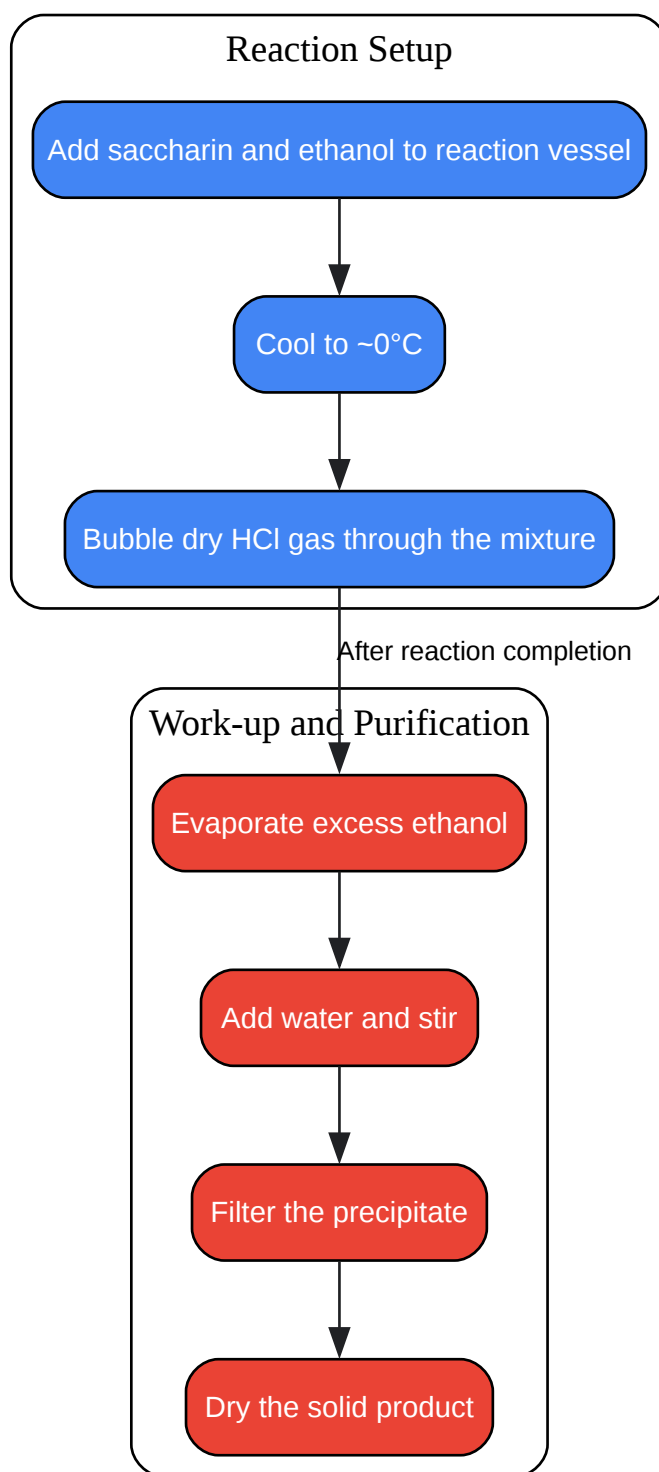 Reaction Setup
Add saccharin and ethanol to reaction vessel
Cool to ~0°C
Bubble dry HCl gas through the mixture
After reaction completion
Work-up and Purification
Evaporate excess ethanol
Add water and stir
Filter the precipitate
Dry the solid product